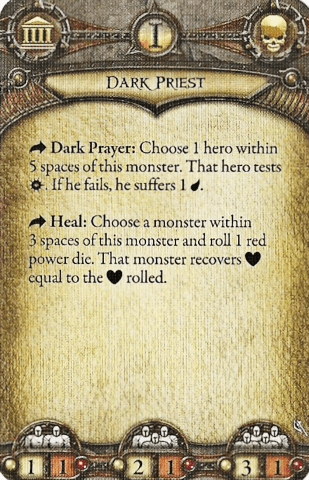 I
DARK PRIEST
Dark Prayer: Choose 1 hero within
5 spaces of this monster. That hero tests
. If he fails, he suffers 1 .
Heal: Choose a monster within
3 spaces of this monster and roll 1 red
power die. That monster recovers ♥
equal to the ♥ rolled.
1 1 2 1 3 1